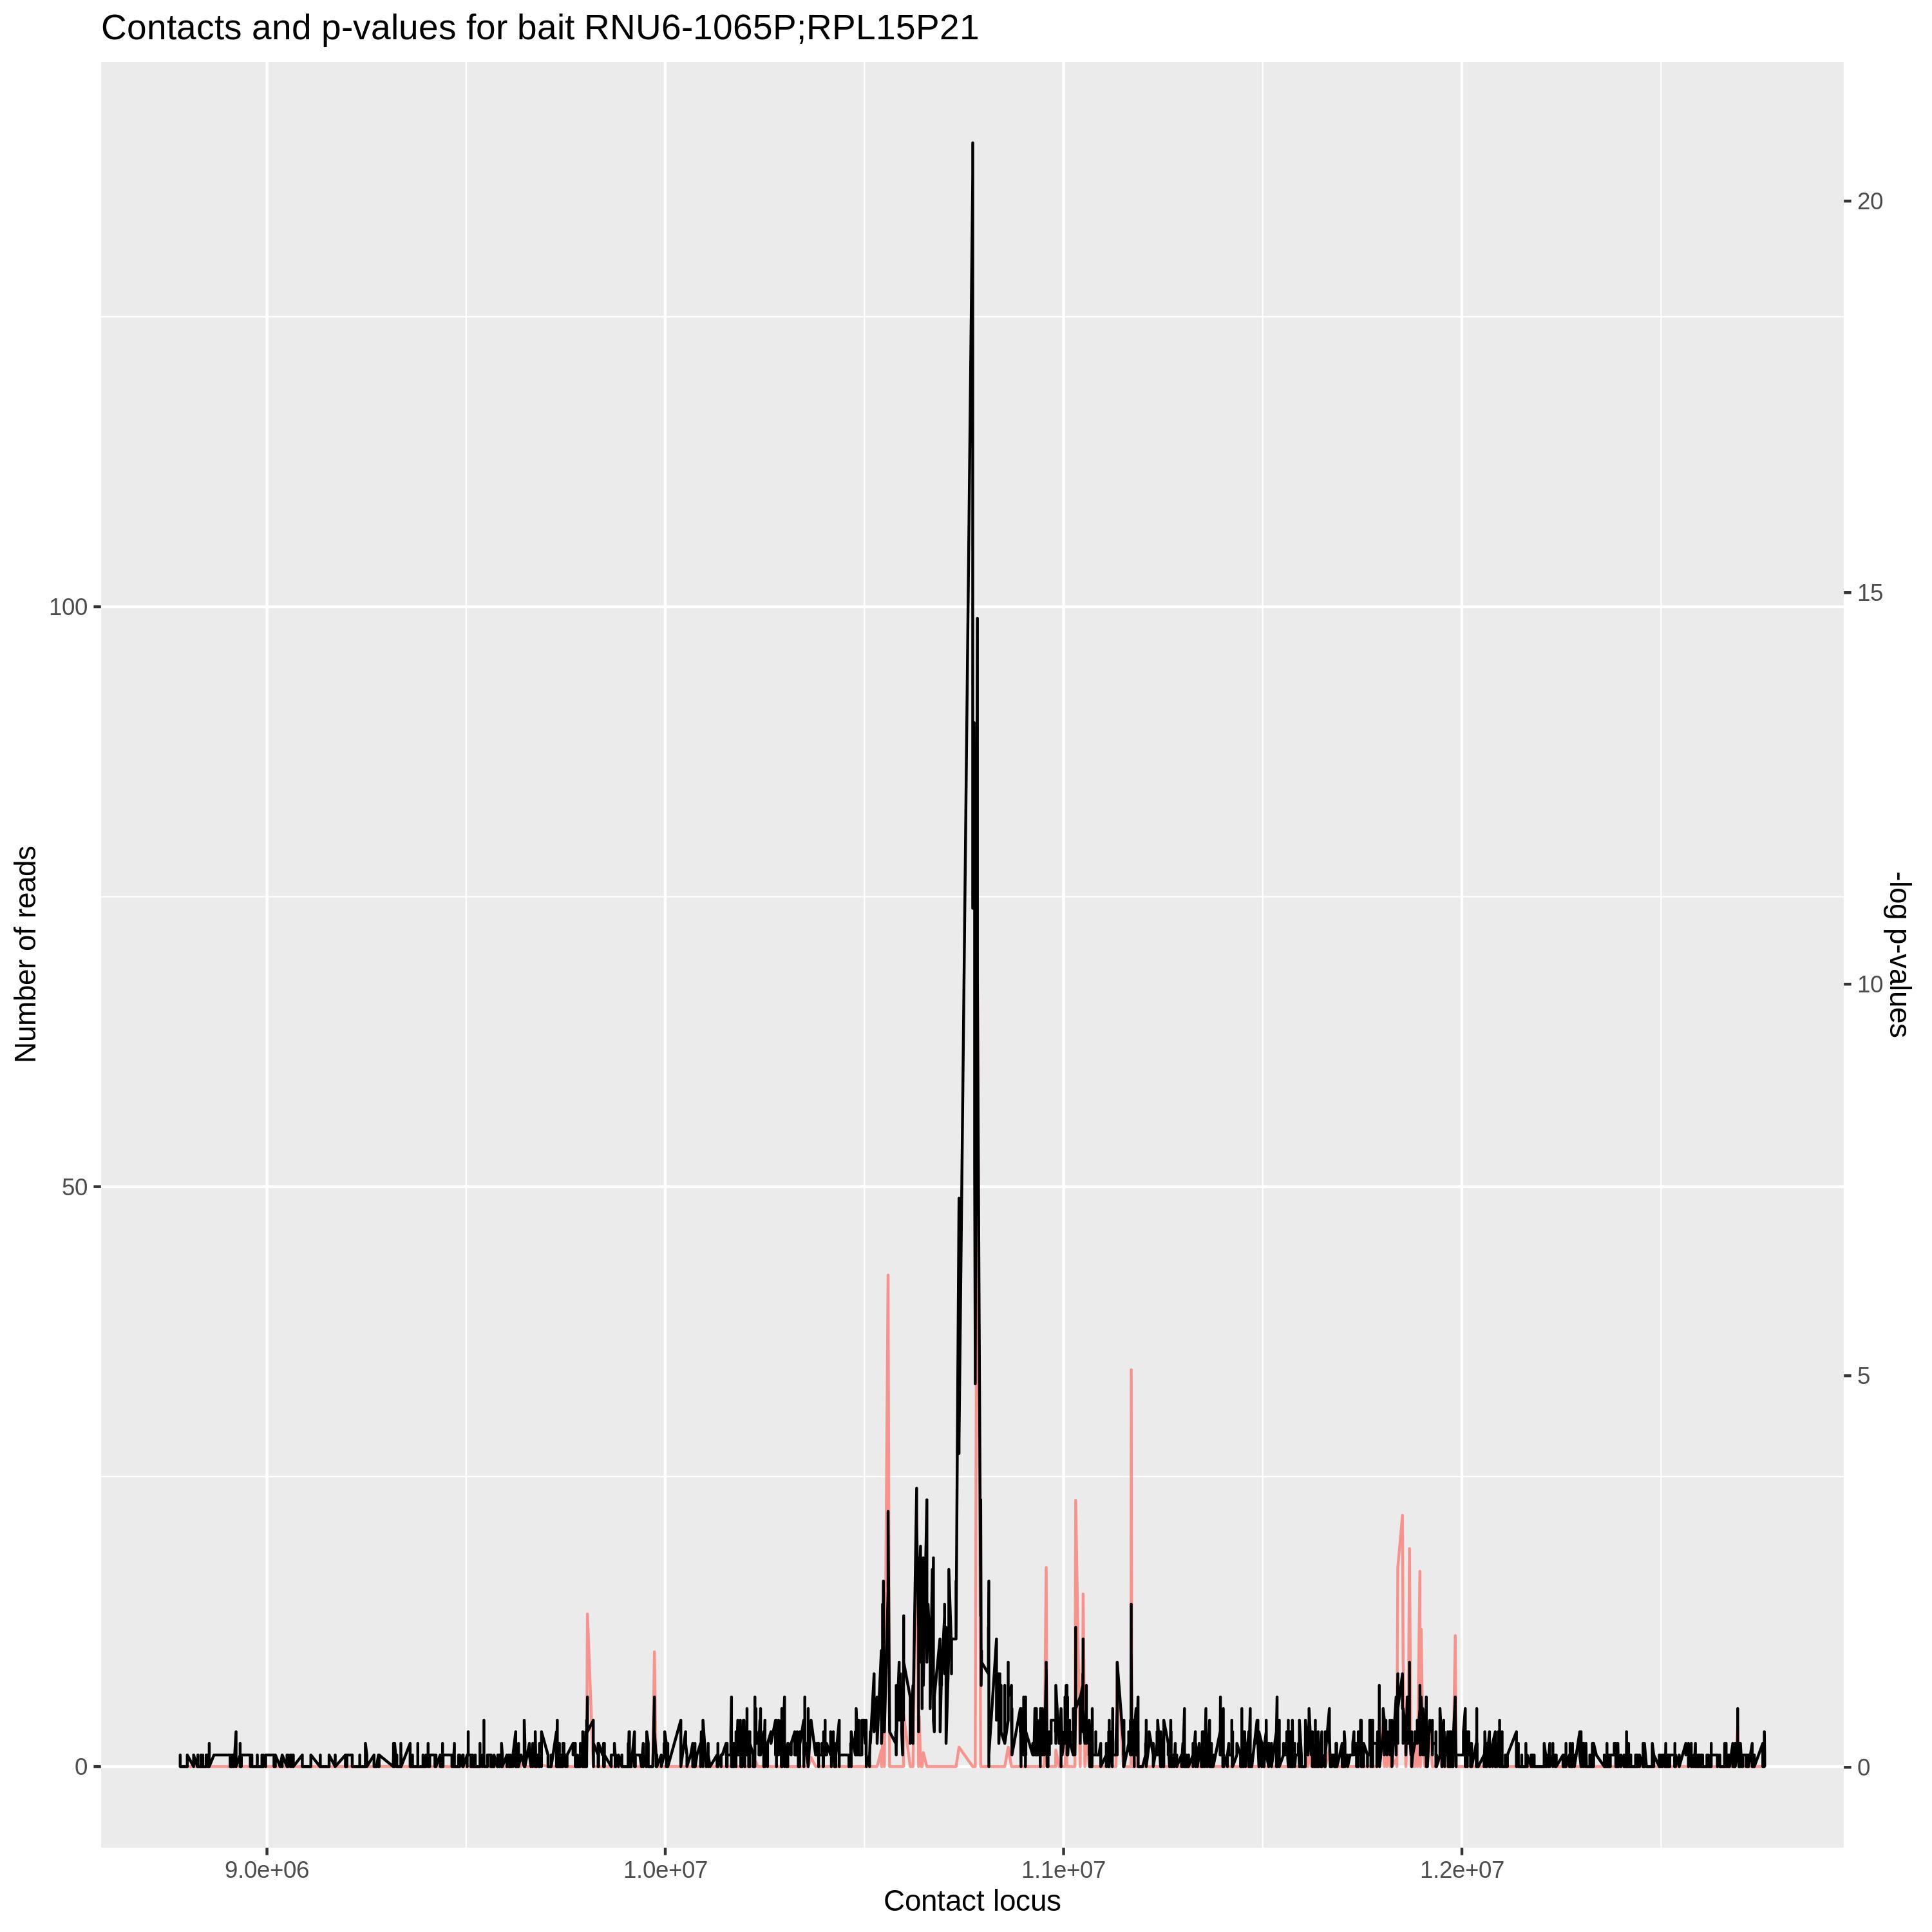 Contacts and p-values for bait RNU6-1065P;RPL15P21
Number of reads
100
50
0
20
15
10
5
0
-log p-values
9.0e+06
1.0e+07
1.1e+07
1.2e+07
Contact locus